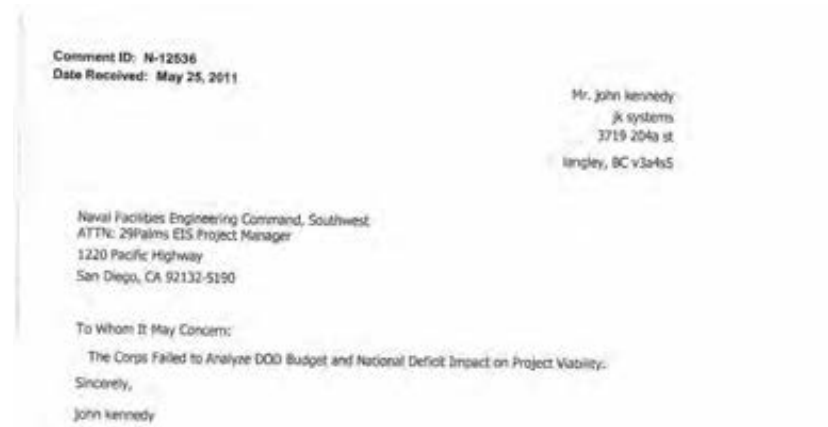 Comment ID: N-12536
Date Received: May 25, 2011
Mr. john kennedy
jk systems
3719 204a st
langley, BC v3a4s5
Naval Facilities Engineering Command, Southwest
ATTN: 29Palms EIS Project Manager
1220 Pacific Highway
San Diego, CA 92132-5190
To Whom It May Concern:
The Corps Failed to Analyze DOD Budget and National Deficit Impact on Project Viability.
Sincerely,
john kennedy